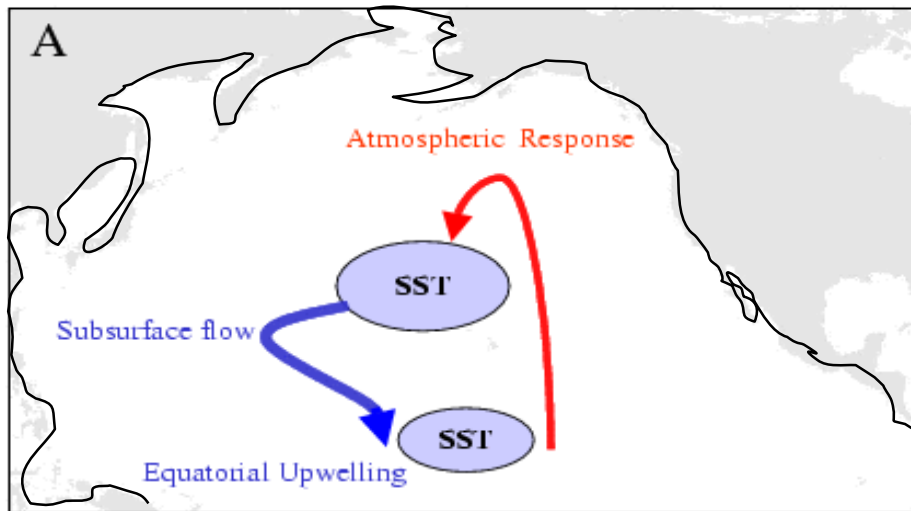 A
Atmospheric Response
SST
Subsurface flow
SST
Equatorial Upwelling